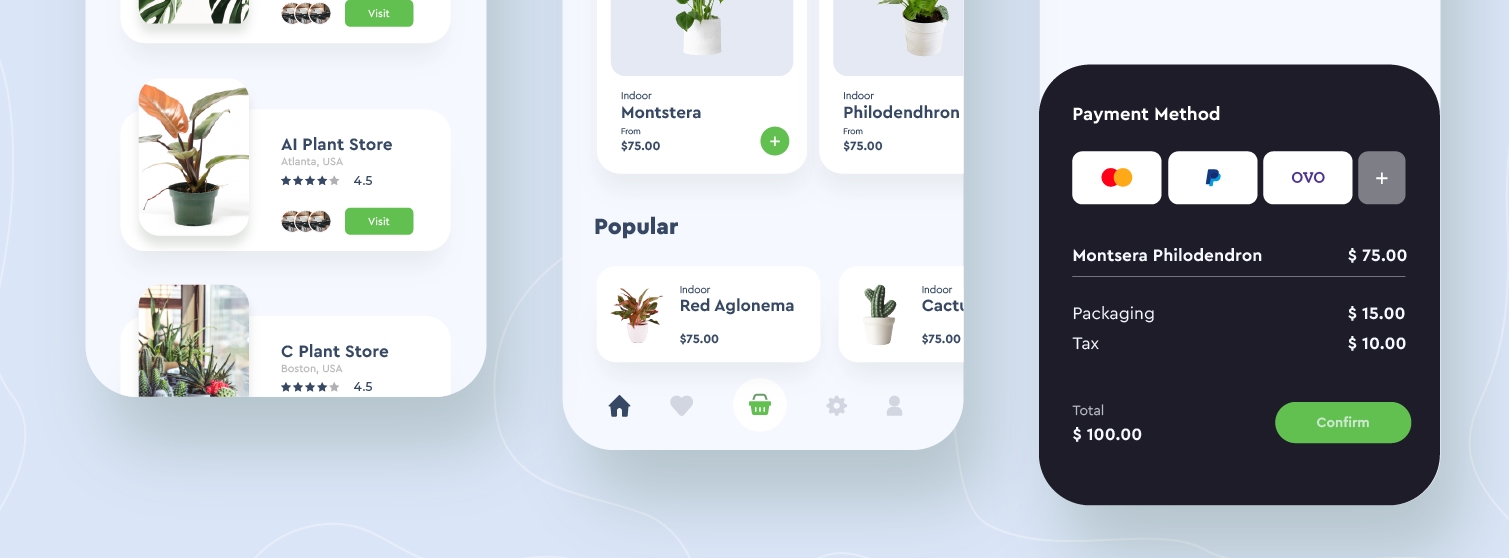 Visit
AI Plant Store
Atlanta, USA
4.5
Visit
C Plant Store
Boston, USA
4.5
Indoor
Montstera
From
$75.00
Indoor
Philodendhron
From
$75.00
Popular
Indoor
Red Aglonema
$75.00
Indoor
Cactu
$75.00
Payment Method
OVO
Montsera Philodendron $ 75.00
Packaging $ 15.00
Tax $ 10.00
Total
$ 100.00
Confirm